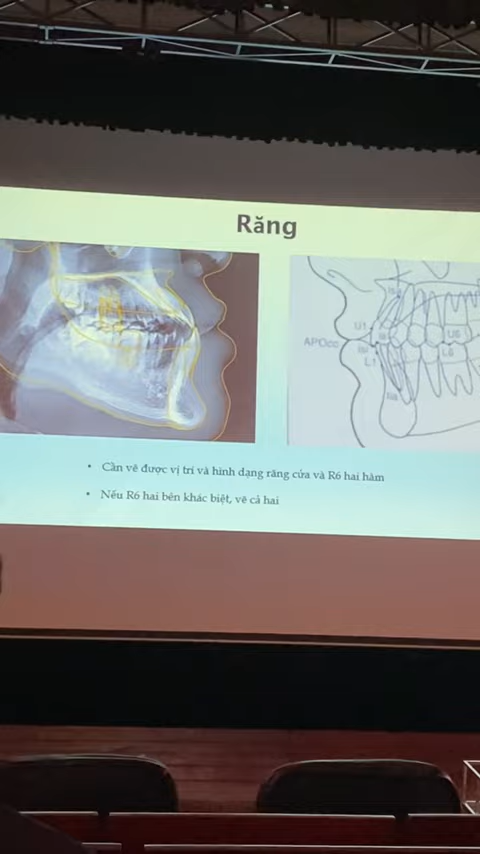 Răng
U1
U6
APOcc
L6
L1
• Cần vẽ được vị trí và hình dạng răng cửa và R6 hai hàm
• Nếu R6 hai bên khác biệt, vẽ cả hai